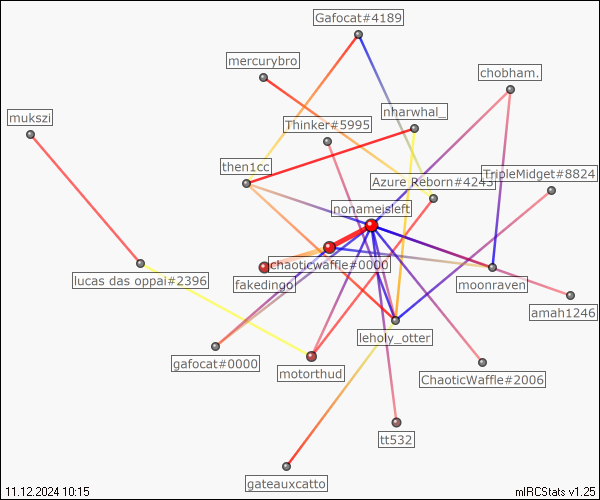 Gafocat#4189
mercurybro
chobham.
mukszi
nharwhal_
Thinker#5995
then1cc
TripleMidget#8824
Azure Reborn#4243
nonameisleft
chaoticwaffle#0000
lucas das oppai#2396
fakedingo
moonraven
amah1246
leholy_otter
gafocat#0000
motorthud
ChaoticWaffle#2006
tt532
gateauxcatto
11.12.2024 10:15
mIRCStats v1.25